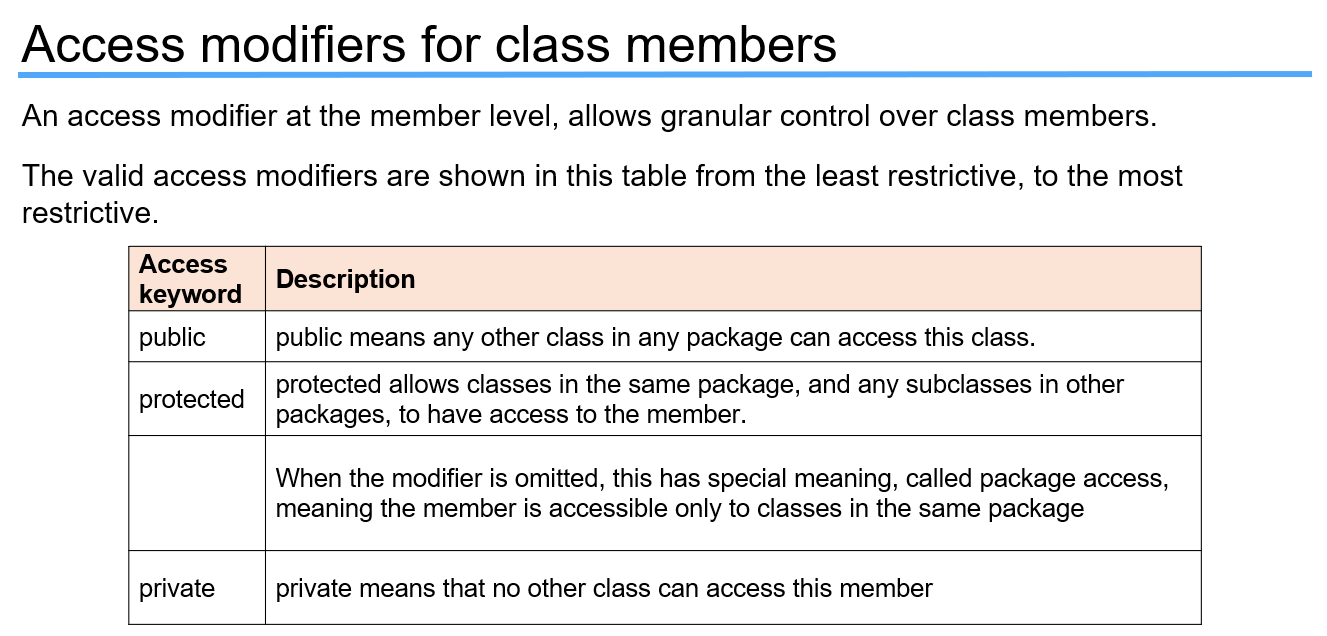 Access modifiers for class members
An access modifier at the member level, allows granular control over class members.
The valid access modifiers are shown in this table from the least restrictive, to the most
restrictive.
Access
keyword
Description
public
public means any other class in any package can access this class.
protected
protected allows classes in the same package, and any subclasses in other
packages, to have access to the member.
When the modifier is omitted, this has special meaning, called package access,
meaning the member is accessible only to classes in the same package
private
private means that no other class can access this member